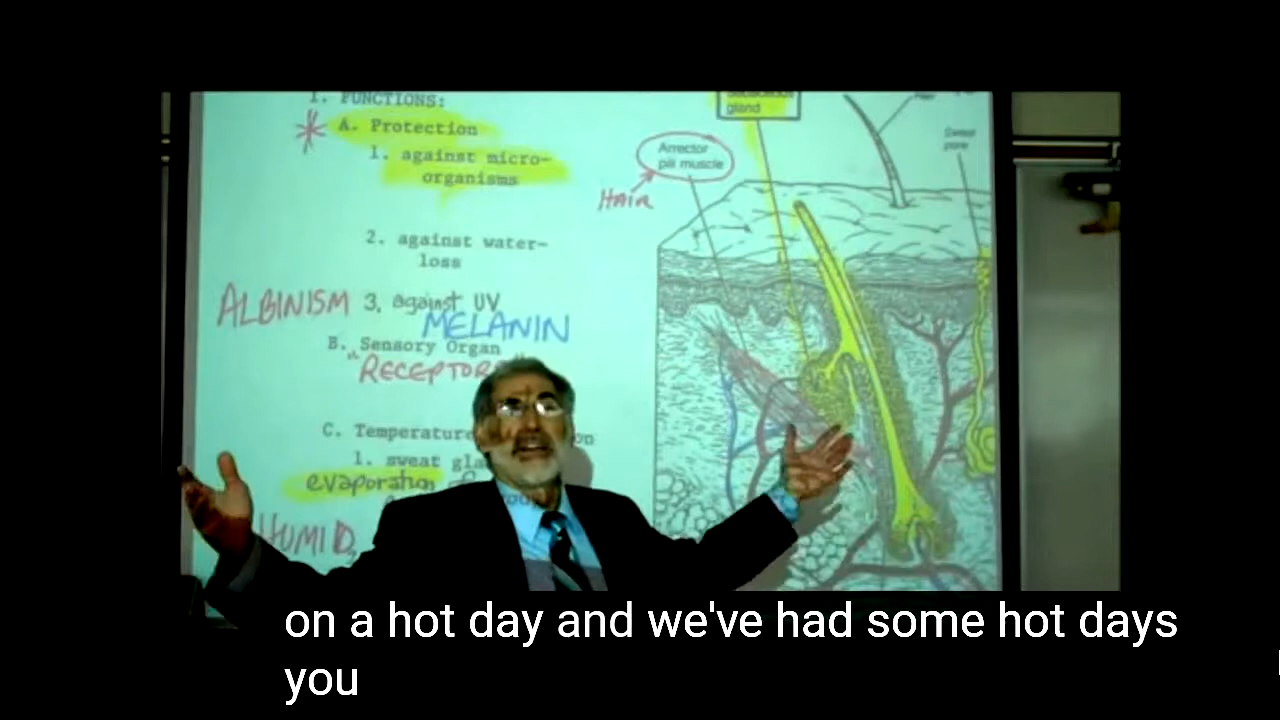 I. FUNCTIONS:
A. Protection
1. against micro-
organisms
2. against water-
loss
ALBINISM 3, against UV
MELANIN
B. Sensory Organ
"RECEPTORS
C. Temperature
1. sweat
evaporation
HUMID
gland
Arrector
pili muscle
HAIR
Sweat
pore
on a hot day and we've had some hot days
you